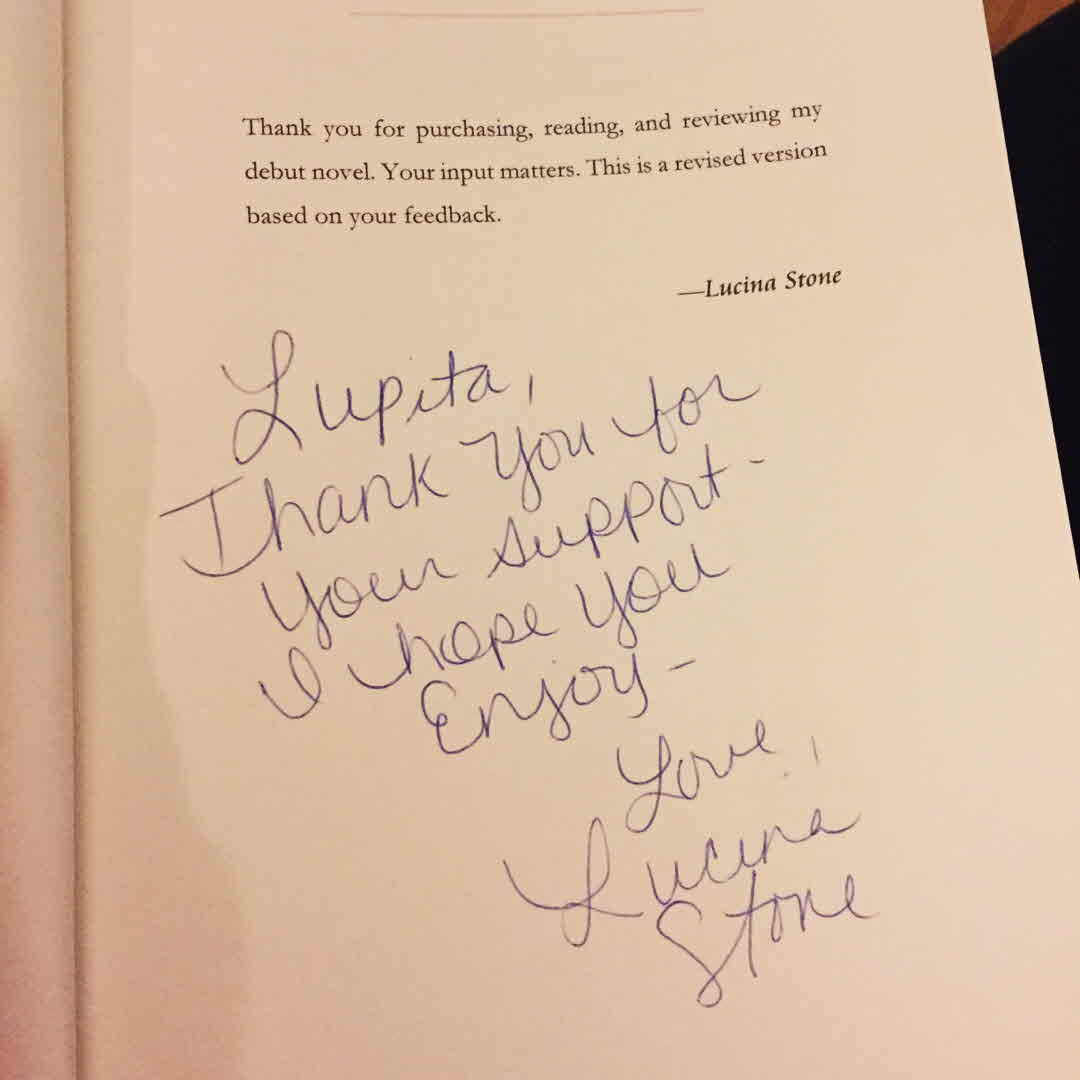 Thank you for purchasing, reading, and reviewing my
debut novel. Your input matters. This is a revised version
based on your feedback.
—Lucina Stone
Lupita,
Thank You for
Your support-
I hope You
Enjoy-
Love,
Lucina
Stone